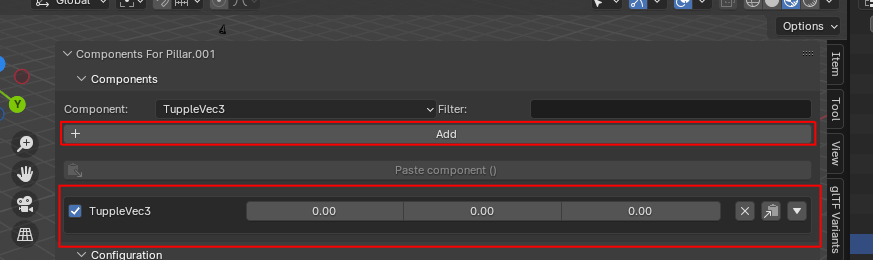 Global
4
Options
Components For Pillar.001
Components
Component: TuppleVec3 Filter:
Add
Paste component ()
TuppleVec3 0.00 0.00 0.00
Configuration
Y
Item
Tool
View
glTF Variants